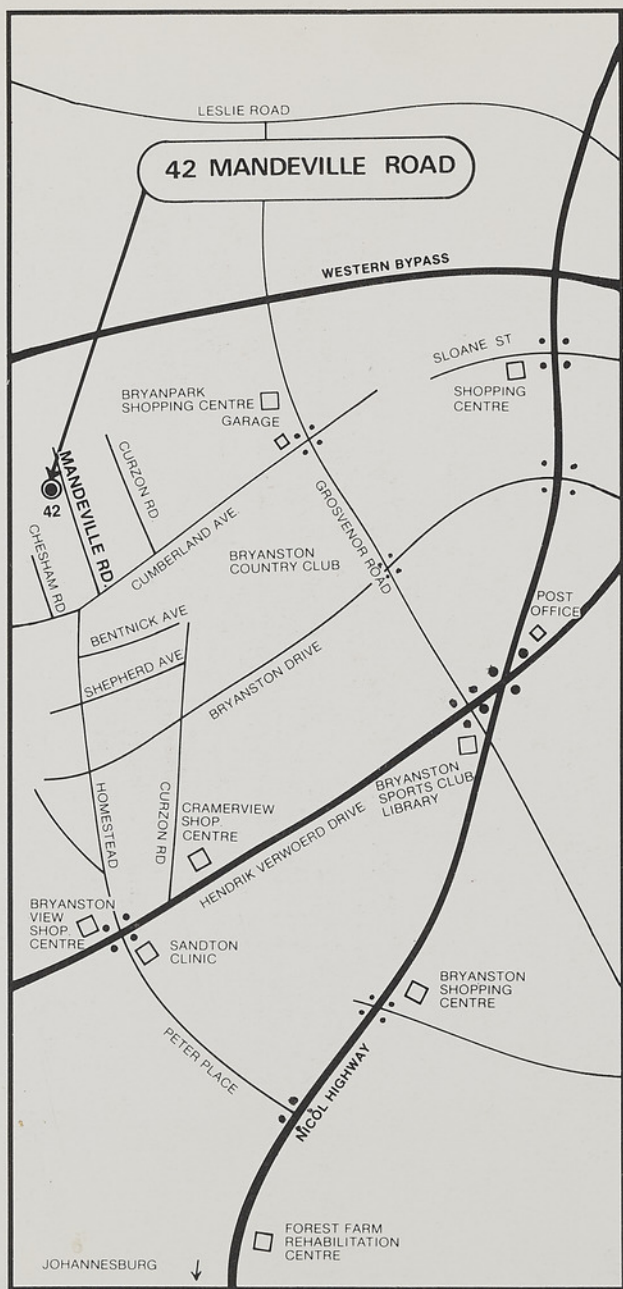 LESLIE ROAD
42 MANDEVILLE ROAD
WESTERN BYPASS
SLOANE ST
SHOPPING
CENTRE
BRYANPARK
SHOPPING CENTRE
GARAGE
CURZON RD
MANDEVILLE RD.
42
CHESHAM RD
CUMBERLAND AVE.
GROSVENOR ROAD
BRYANSTON
COUNTRY CLUB
POST
OFFICE
BENTNICK AVE
SHEPHERD AVE
BRYANSTON DRIVE
HOMESTEAD
CURZON RD
CRAMERVIEW
SHOP.
CENTRE
BRYANSTON
SPORTS CLUB
LIBRARY
HENDRIK VERWOERD DRIVE
BRYANSTON
VIEW
SHOP.
CENTRE
SANDTON
CLINIC
BRYANSTON
SHOPPING
CENTRE
PETER PLACE
NICOL HIGHWAY
FOREST FARM
REHABILITATION
CENTRE
JOHANNESBURG